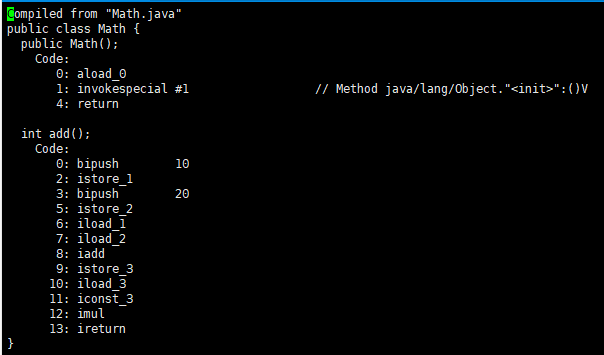 Compiled from "Math.java"
public class Math {
  public Math();
    Code:
       0: aload_0
       1: invokespecial #1                  // Method java/lang/Object."<init>":()V
       4: return

  int add();
    Code:
       0: bipush        10
       2: istore_1
       3: bipush        20
       5: istore_2
       6: iload_1
       7: iload_2
       8: iadd
       9: istore_3
      10: iload_3
      11: iconst_3
      12: imul
      13: ireturn
}